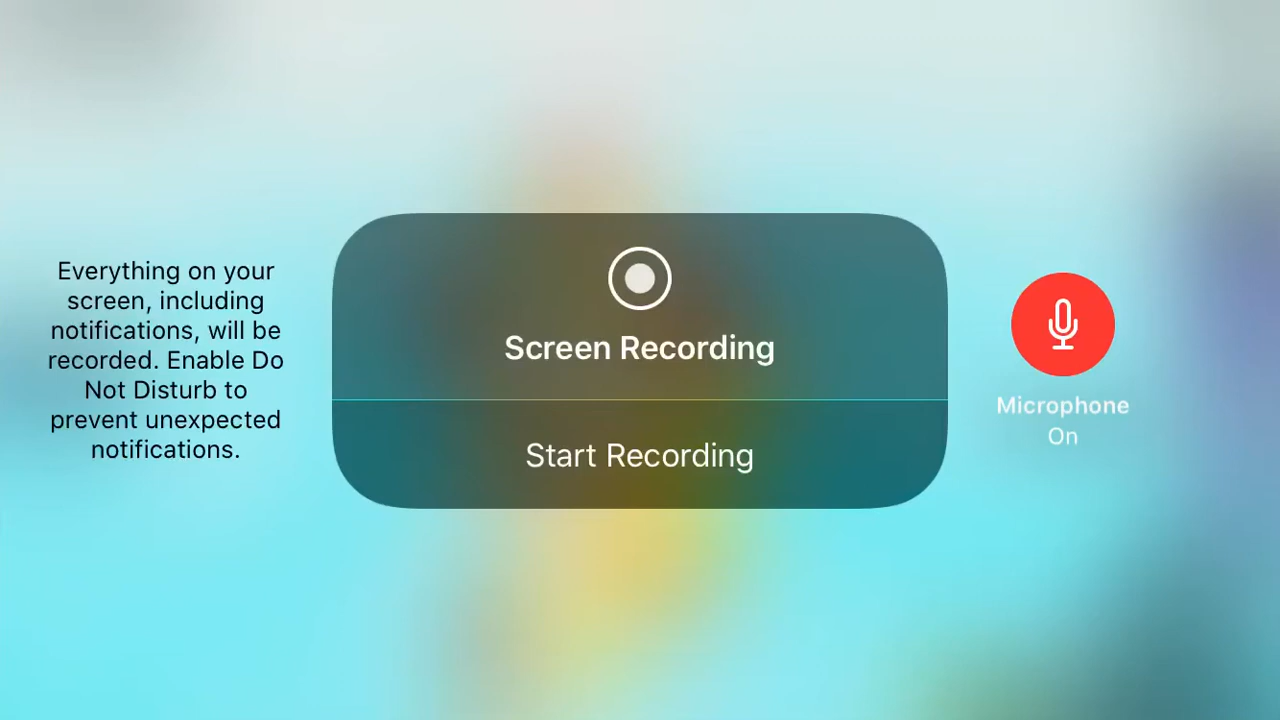 Everything on your
screen, including
notifications, will be
recorded. Enable Do
Not Disturb to
prevent unexpected
notifications.
Screen Recording
Start Recording
Microphone
On